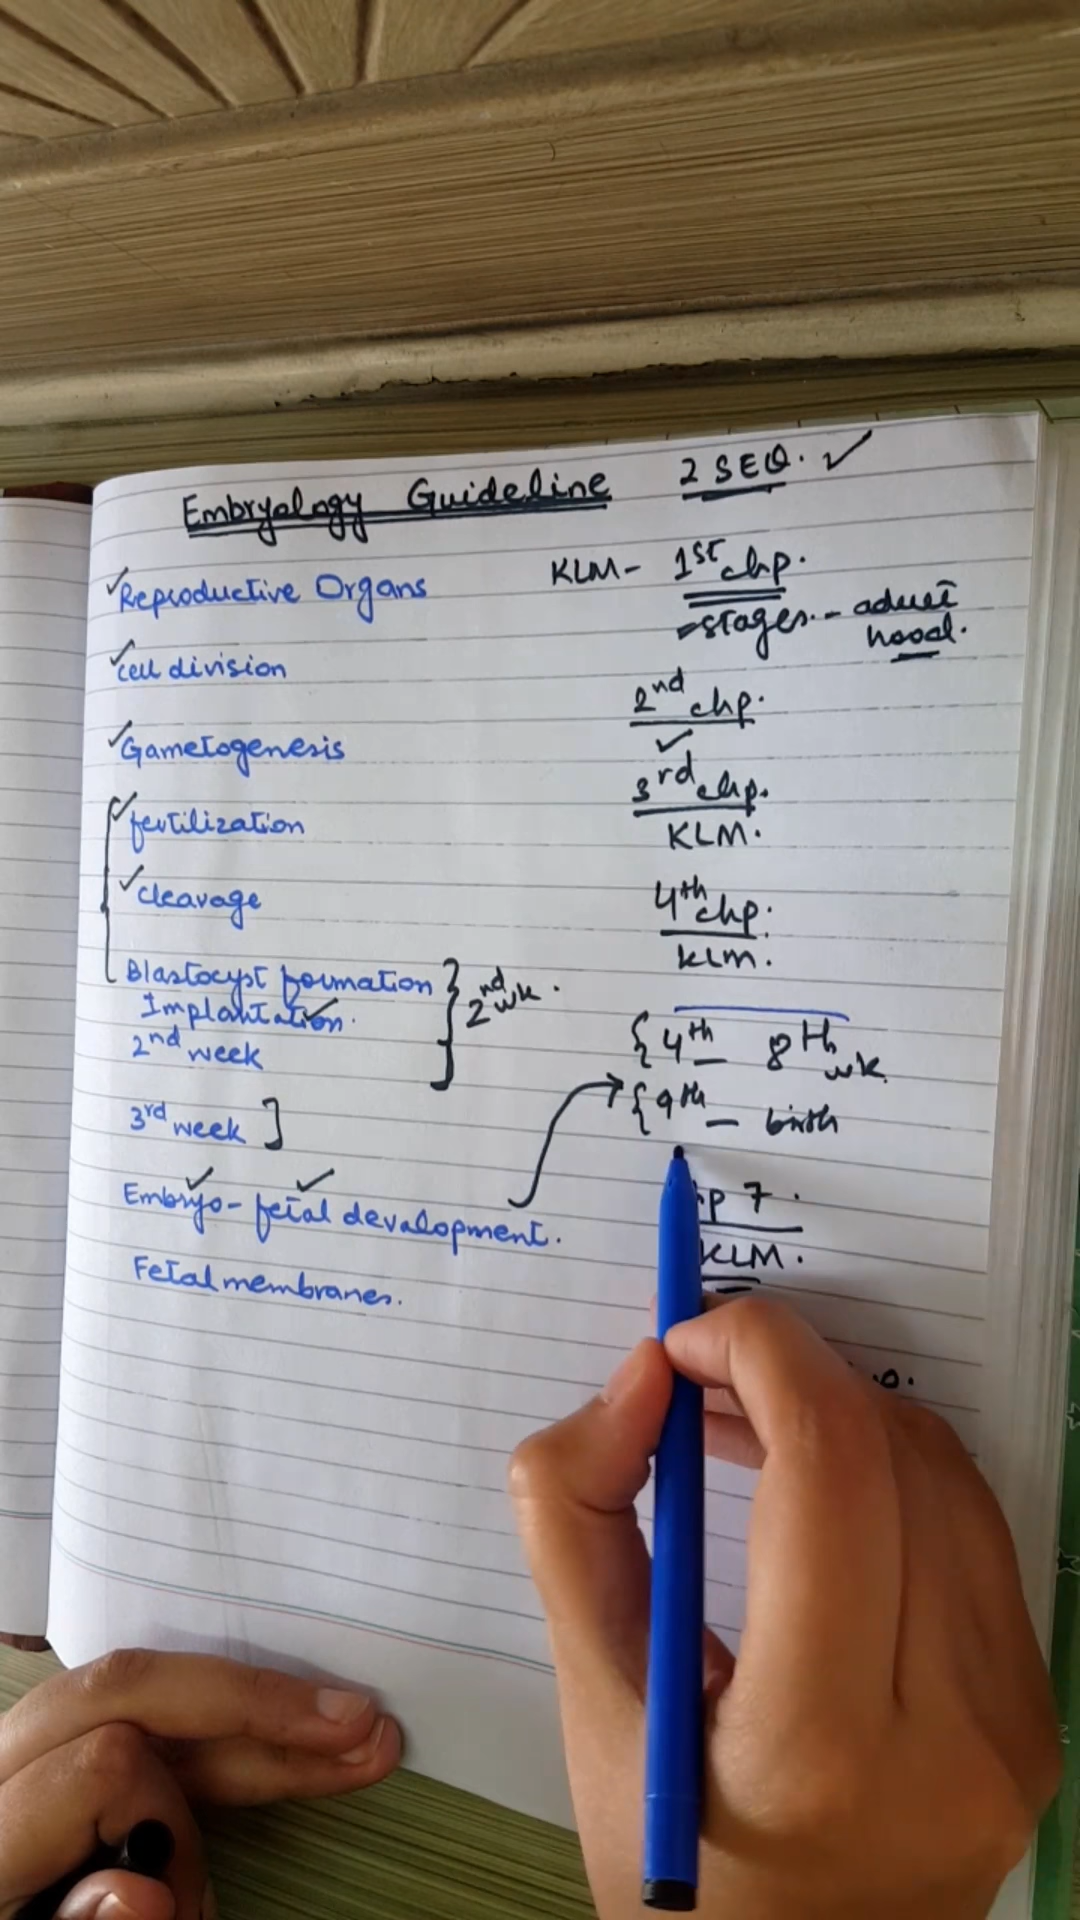 Embryology Guideline 2 SEQ.
Reproductive Organs KLM- 1st chp.
=stages. -
hood.
cell division
2nd chp.
Gametogenesis
3rd chp.
KLM.
fertilization
cleavage
4th chp.
KLM.
Blastocyst formation
Implantation.
2nd week
2nd wk.
{4th - 8th wk.
{9th - birth
3rd week ]
Embryo-fetal devalopment.
p 7.
KLM.
Fetal membranes.